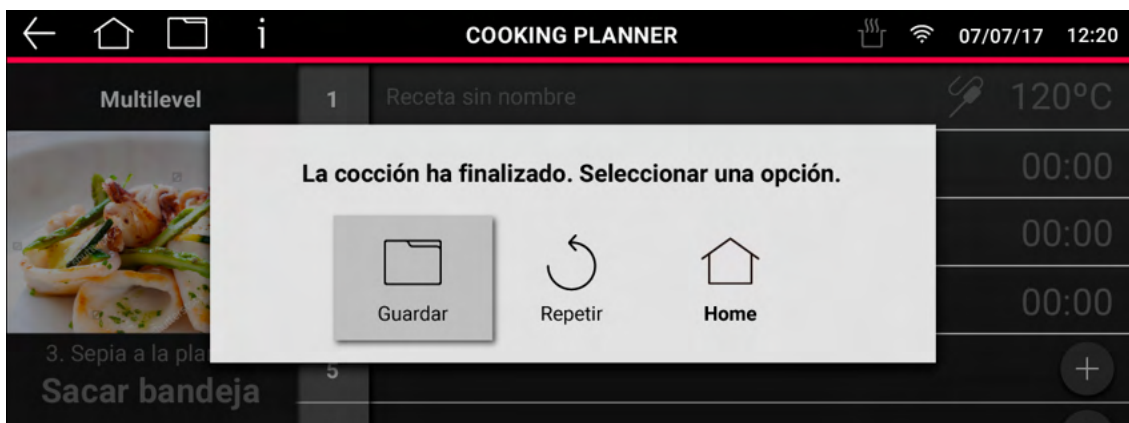 i COOKING PLANNER 07/07/17 12:20
Multilevel 1 Receta sin nombre 120ºC
La cocción ha finalizado. Seleccionar una opción.
00:00
00:00
Guardar Repetir Home
00:00
3. Sepia a la pla
5
Sacar bandeja